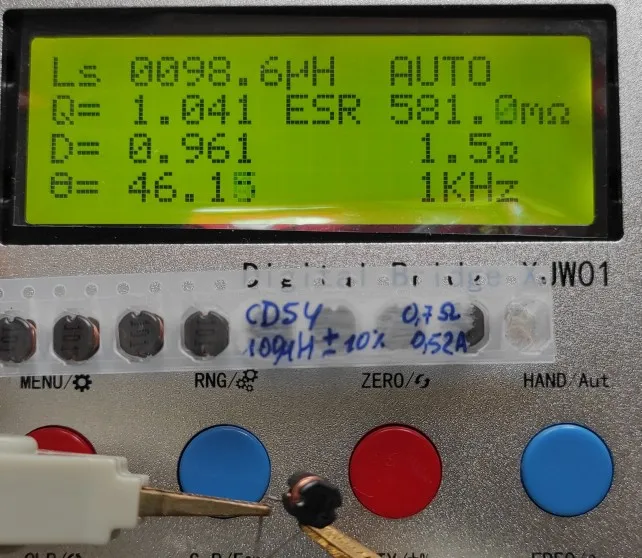 Ls 0098.6µH AUTO
Q= 1.041 ESR 581.0mΩ
D= 0.961 1.5Ω
θ= 46.15 1KHz
Digital Bridge XJW01
CD54 0,7Ω
100µH ± 10% 0,52A
MENU/⚙ RNG/ ZERO/ HAND/Aut